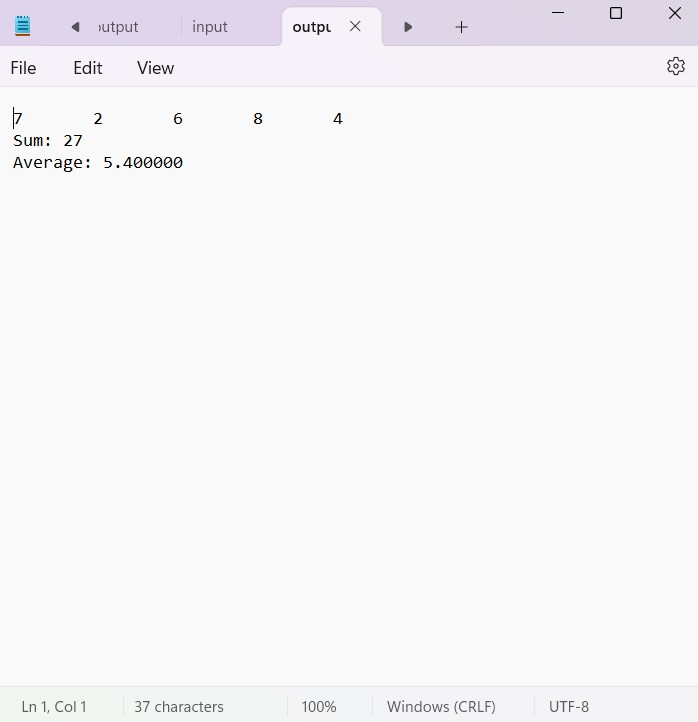 output
input
outpu
File Edit View
7 2 6 8 4
Sum: 27
Average: 5.400000
Ln 1, Col 1 37 characters 100% Windows (CRLF) UTF-8